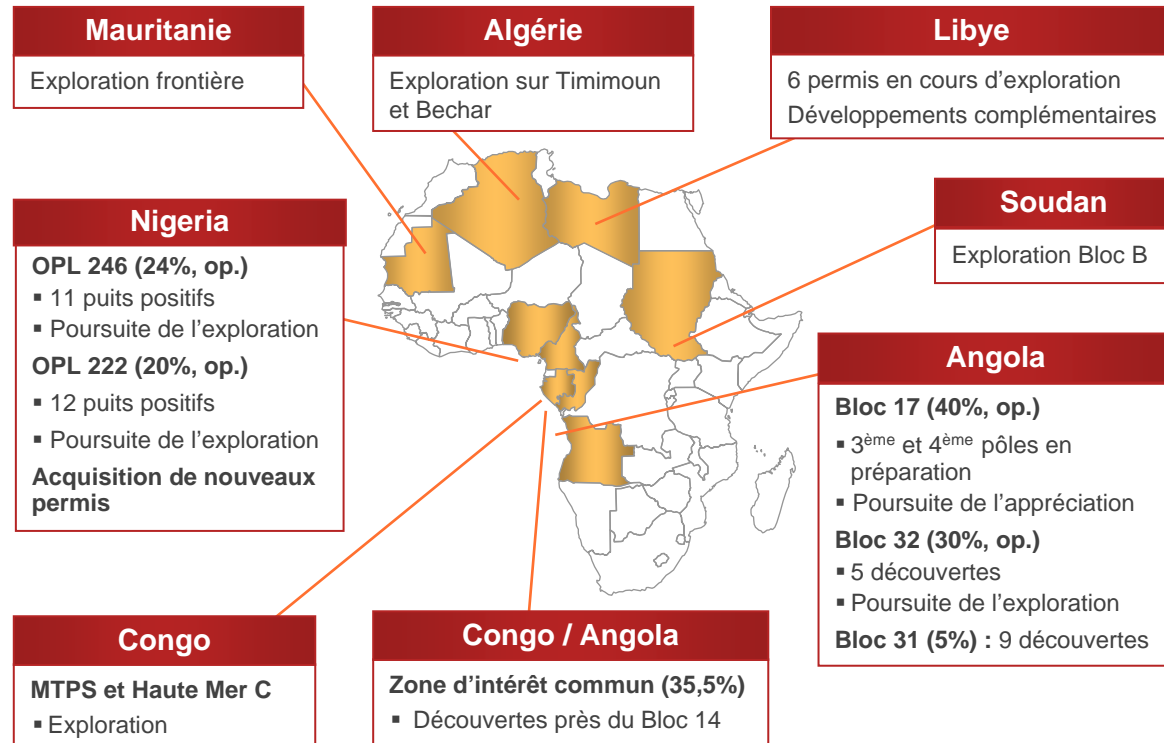 Mauritanie
Exploration frontière
Algérie
Exploration sur Timimoun
et Bechar
Libye
6 permis en cours d’exploration
Développements complémentaires
Nigeria
OPL 246 (24%, op.)
▪ 11 puits positifs
▪ Poursuite de l’exploration
OPL 222 (20%, op.)
▪ 12 puits positifs
▪ Poursuite de l’exploration
Acquisition de nouveaux
permis
Soudan
Exploration Bloc B
Angola
Bloc 17 (40%, op.)
▪ 3ème et 4ème pôles en
préparation
▪ Poursuite de l’appréciation
Bloc 32 (30%, op.)
▪ 5 découvertes
▪ Poursuite de l’exploration
Bloc 31 (5%) : 9 découvertes
Congo
MTPS et Haute Mer C
▪ Exploration
Congo / Angola
Zone d’intérêt commun (35,5%)
▪ Découvertes près du Bloc 14